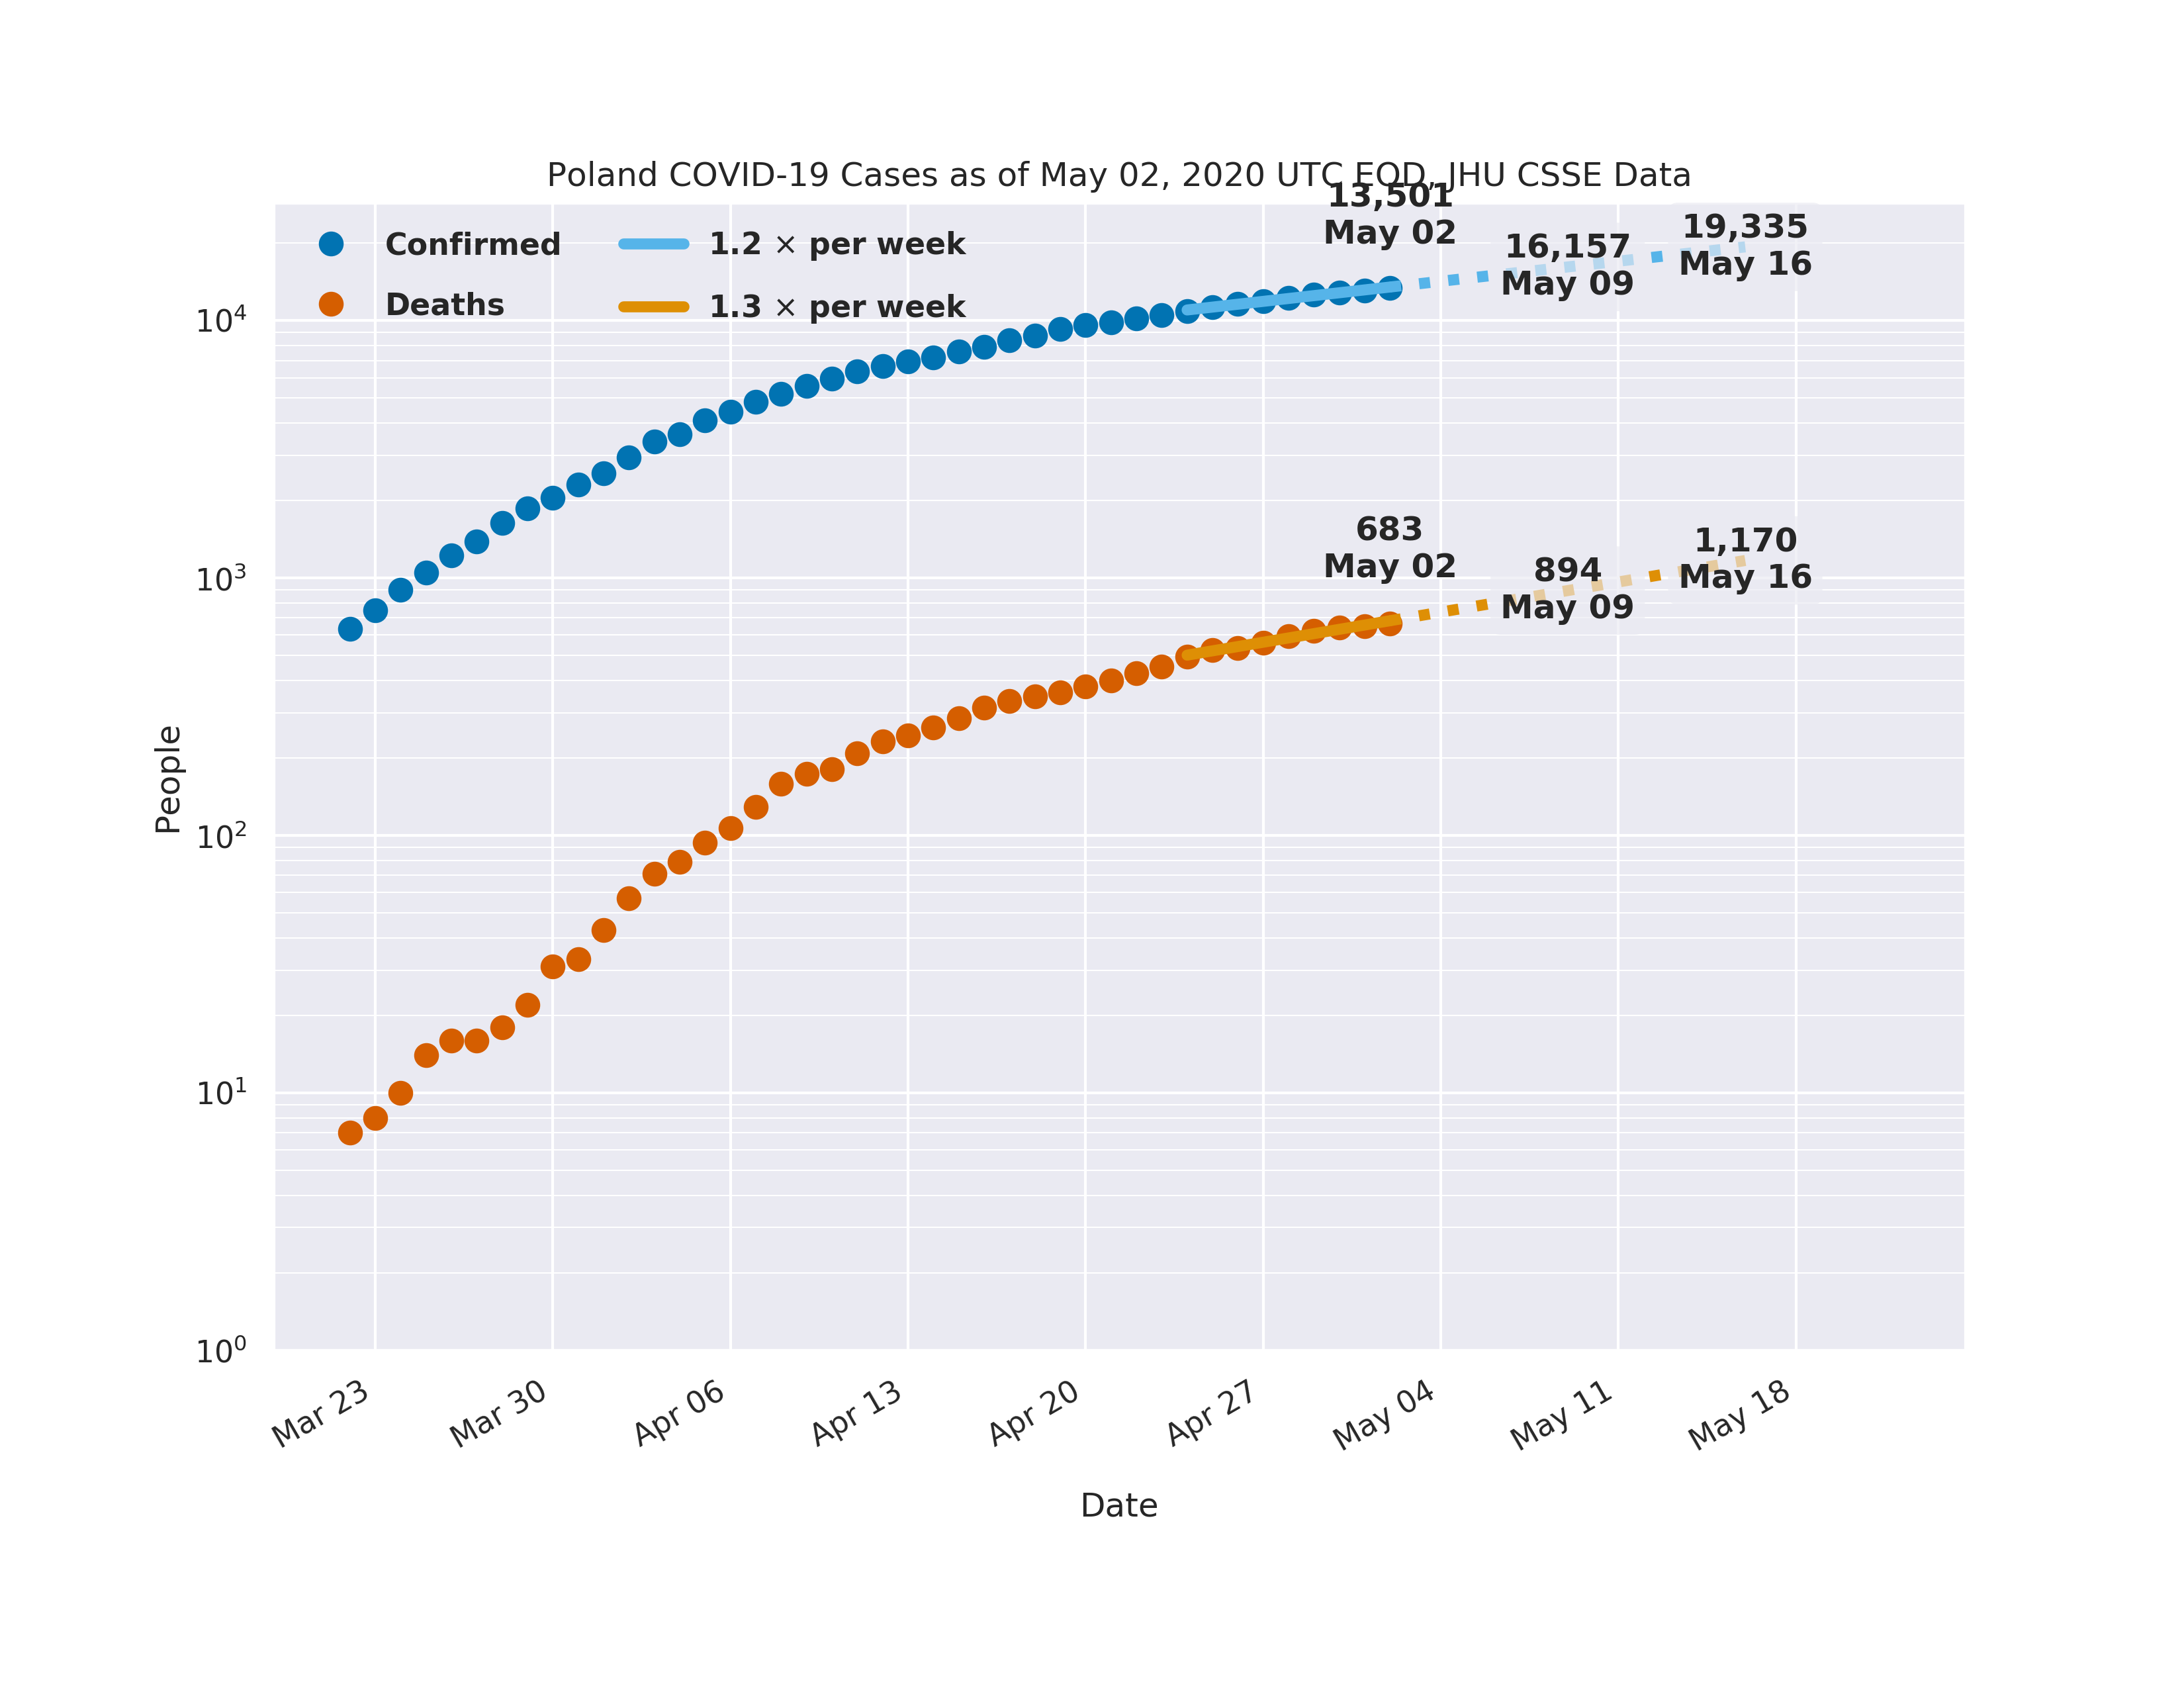 Poland COVID-19 Cases as of May 02, 2020 UTC EOD, JHU CSSE Data
Confirmed
Deaths
1.2 × per week
1.3 × per week
13,501
May 02
16,157
May 09
19,335
May 16
683
May 02
894
May 09
1,170
May 16
People
10⁴
10³
10²
10¹
10⁰
Mar 23
Mar 30
Apr 06
Apr 13
Apr 20
Apr 27
May 04
May 11
May 18
Date